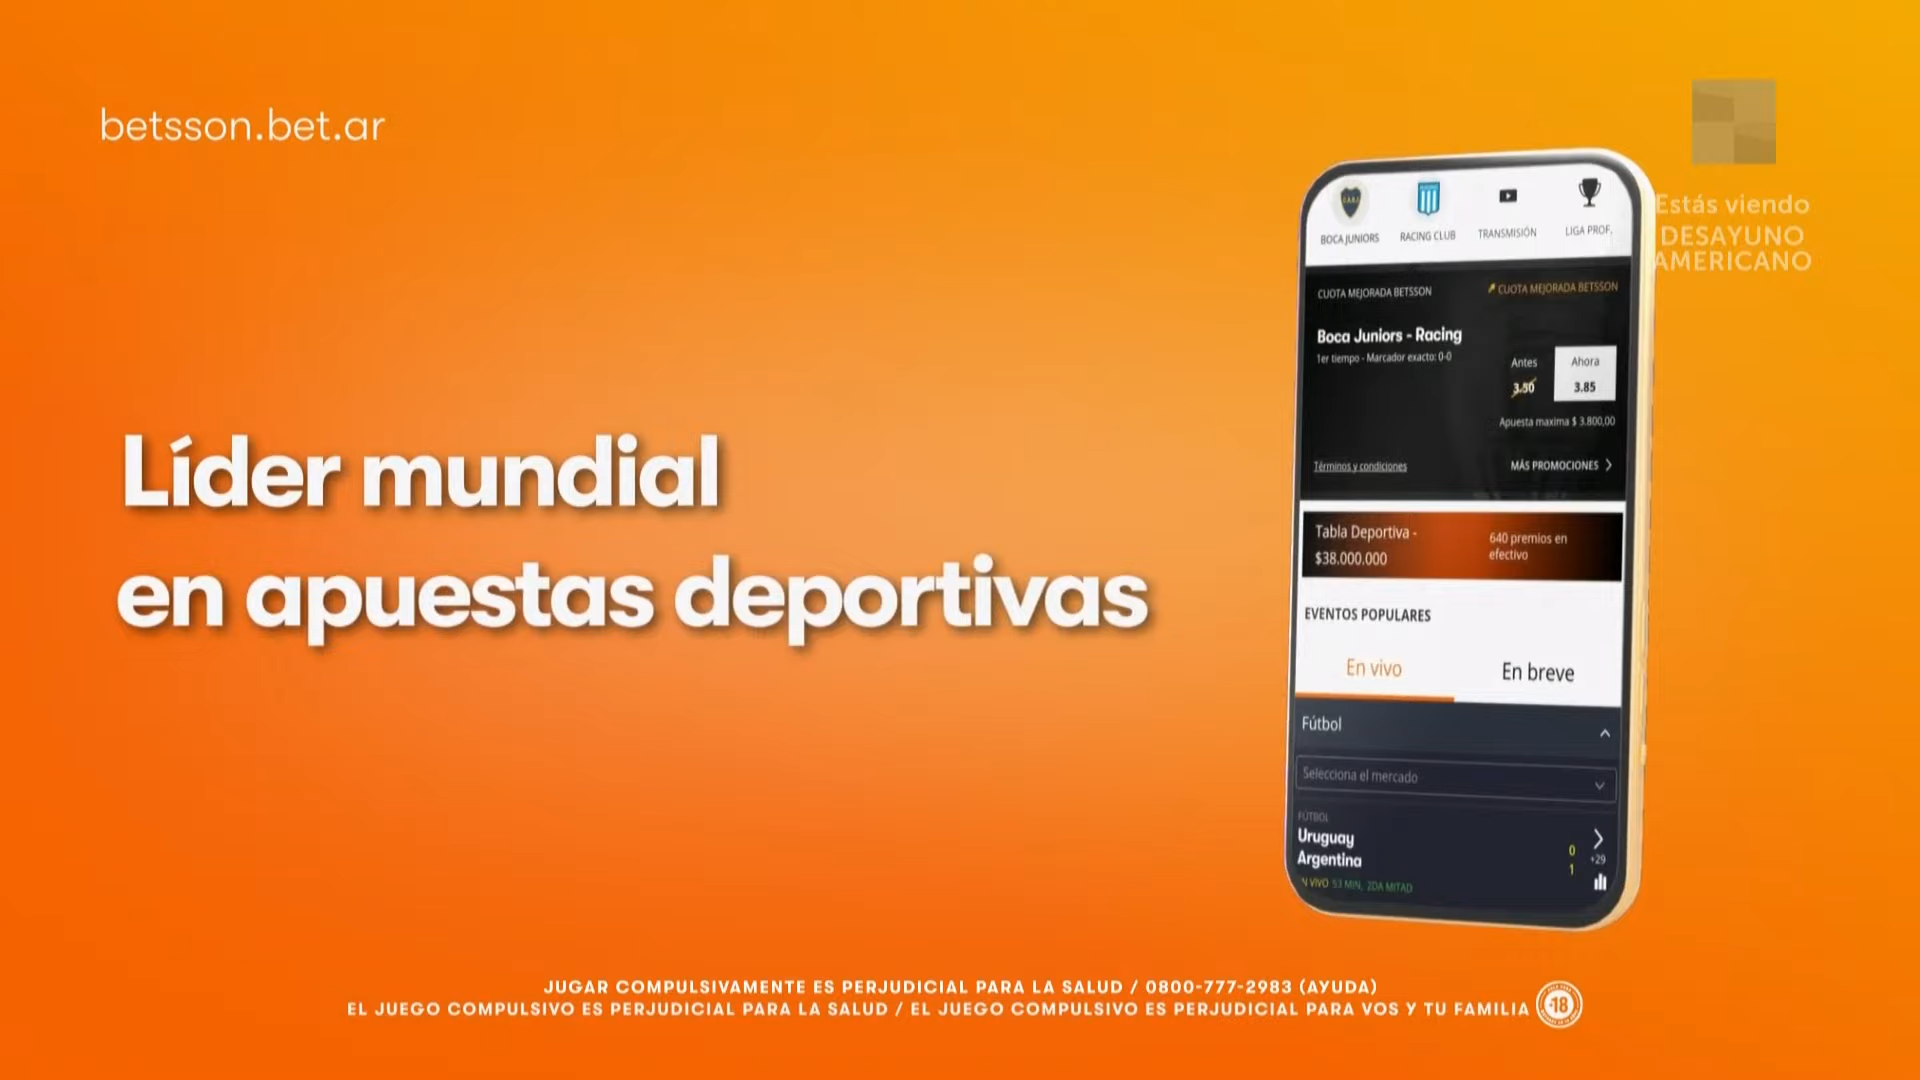 betsson.bet.ar
Estás viendo
DESAYUNO
AMERICANO
Líder mundial
en apuestas deportivas
BOCA JUNIORS
RACING CLUB
TRANSMISIÓN
LIGA PROF.
CUOTA MEJORADA BETSSON
CUOTA MEJORADA BETSSON
Boca Juniors - Racing
1er tiempo - Marcador exacto: 0-0
Antes
3.50
Ahora
3.85
Apuesta maxima $ 3.800,00
Términos y condiciones
MÁS PROMOCIONES
Tabla Deportiva -
$38.000.000
640 premios en
efectivo
EVENTOS POPULARES
En vivo
En breve
Fútbol
Selecciona el mercado
FÚTBOL
Uruguay
0
Argentina
1
+29
N VIVO 53 MIN, 2DA MITAD
JUGAR COMPULSIVAMENTE ES PERJUDICIAL PARA LA SALUD / 0800-777-2983 (AYUDA)
EL JUEGO COMPULSIVO ES PERJUDICIAL PARA LA SALUD / EL JUEGO COMPULSIVO ES PERJUDICIAL PARA VOS Y TU FAMILIA
-18